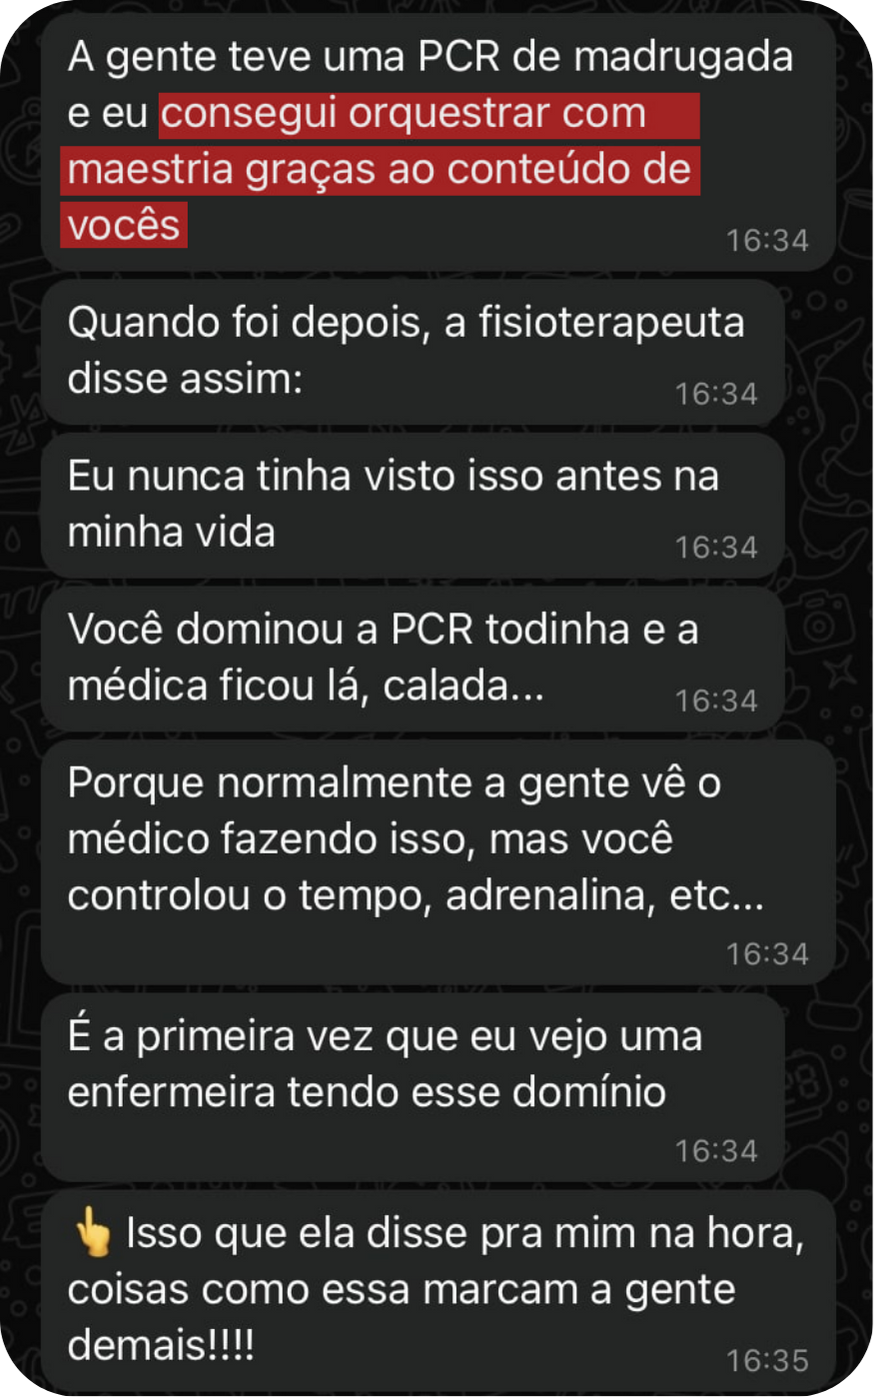 A gente teve uma PCR de madrugada
e eu consegui orquestrar com
maestria graças ao conteúdo de
vocês
16:34
Quando foi depois, a fisioterapeuta
disse assim:
16:34
Eu nunca tinha visto isso antes na
minha vida
16:34
Você dominou a PCR todinha e a
médica ficou lá, calada...
16:34
Porque normalmente a gente vê o
médico fazendo isso, mas você
controlou o tempo, adrenalina, etc...
16:34
É a primeira vez que eu vejo uma
enfermeira tendo esse domínio
16:34
👆 Isso que ela disse pra mim na hora,
coisas como essa marcam a gente
demais!!!!
16:35